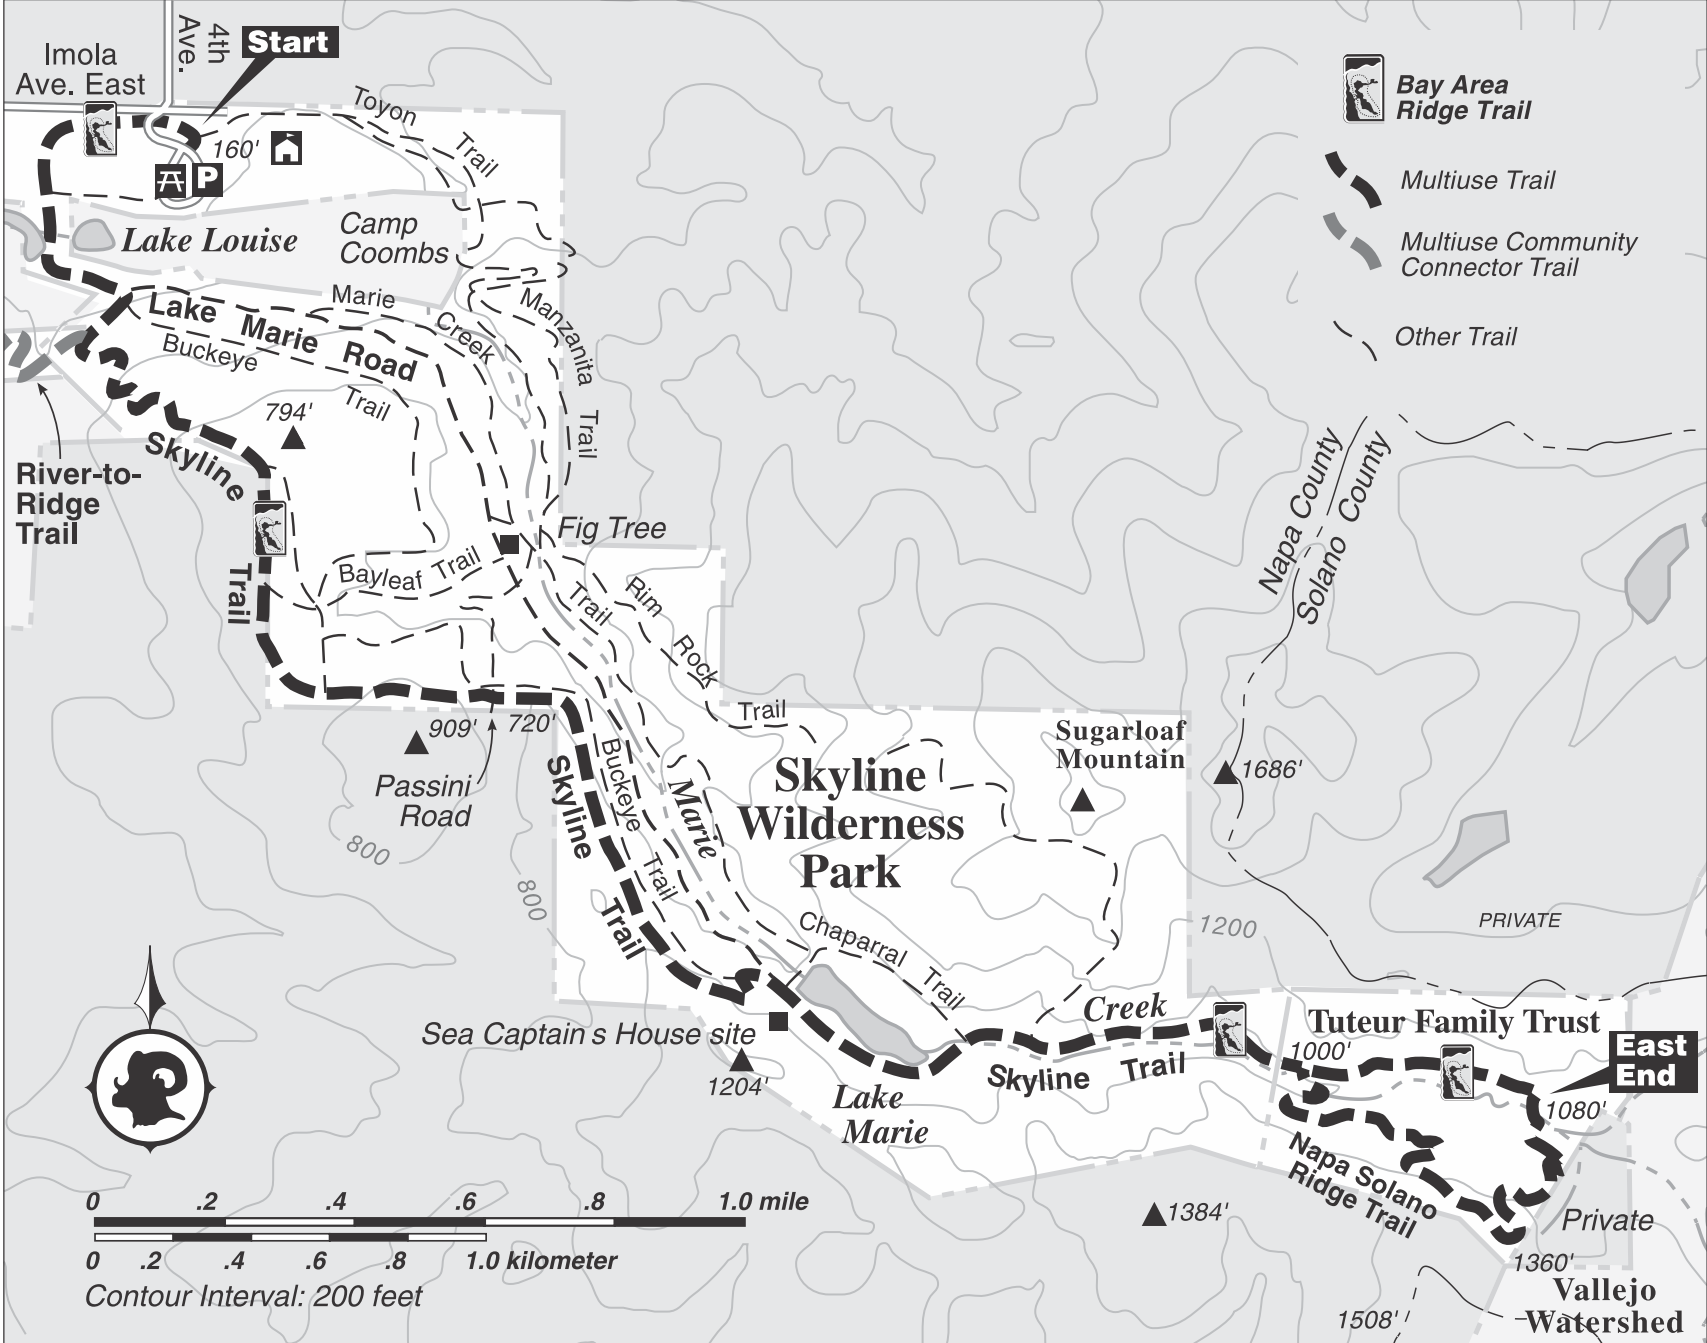 4th
Ave.
Start
Imola
Ave. East
Toyon
Trail
160'
P
Lake Louise
Camp
Coombs
Bay Area
Ridge Trail
Multiuse Trail
Multiuse Community
Connector Trail
Other Trail
Marie
Creek
Manzanita
Trail
Lake Marie Road
Buckeye
Trail
794'
Skyline
Trail
River-to-
Ridge
Trail
Fig Tree
Bayleaf Trail
Trail
Rim
Rock
Trail
Napa County
Solano County
909'
720'
Passini
Road
800
800
Skyline
Trail
Buckeye
Trail
Marie
Skyline
Wilderness
Park
Sugarloaf
Mountain
1686'
1200
PRIVATE
Chaparral
Trail
Creek
Sea Captain's House site
1204'
Lake
Marie
Skyline Trail
Tuteur Family Trust
1000'
East
End
1080'
Napa Solano
Ridge Trail
1384'
Private
1360'
Vallejo
Watershed
1508'
0 .2 .4 .6 .8 1.0 mile
0 .2 .4 .6 .8 1.0 kilometer
Contour Interval: 200 feet